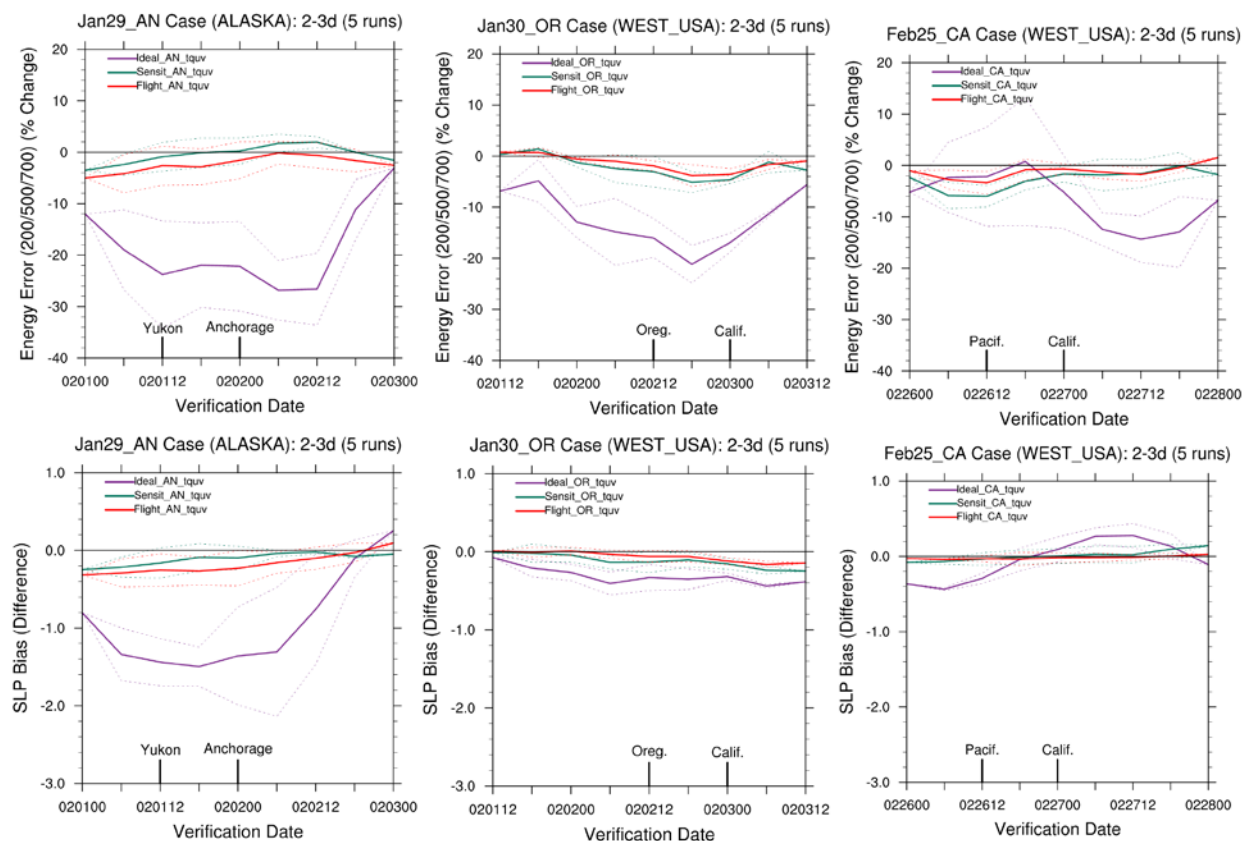 Jan29_AN Case (ALASKA): 2-3d (5 runs)
Energy Error (200/500/700) (% Change)
20
10
0
-10
-20
-30
-40
Ideal_AN_tquv
Sensit_AN_tquv
Flight_AN_tquv
Yukon
Anchorage
020100 020112 020200 020212 020300
Verification Date
Jan30_OR Case (WEST_USA): 2-3d (5 runs)
Energy Error (200/500/700) (% Change)
20
10
0
-10
-20
-30
-40
Ideal_OR_tquv
Sensit_OR_tquv
Flight_OR_tquv
Oreg.
Calif.
020112 020200 020212 020300 020312
Verification Date
Feb25_CA Case (WEST_USA): 2-3d (5 runs)
Energy Error (200/500/700) (% Change)
20
10
0
-10
-20
-30
-40
Ideal_CA_tquv
Sensit_CA_tquv
Flight_CA_tquv
Pacif.
Calif.
022600 022612 022700 022712 022800
Verification Date
Jan29_AN Case (ALASKA): 2-3d (5 runs)
SLP Bias (Difference)
1.0
0.0
-1.0
-2.0
-3.0
Ideal_AN_tquv
Sensit_AN_tquv
Flight_AN_tquv
Yukon
Anchorage
020100 020112 020200 020212 020300
Verification Date
Jan30_OR Case (WEST_USA): 2-3d (5 runs)
SLP Bias (Difference)
1.0
0.0
-1.0
-2.0
-3.0
Ideal_OR_tquv
Sensit_OR_tquv
Flight_OR_tquv
Oreg.
Calif.
020112 020200 020212 020300 020312
Verification Date
Feb25_CA Case (WEST_USA): 2-3d (5 runs)
SLP Bias (Difference)
1.0
0.0
-1.0
-2.0
-3.0
Ideal_CA_tquv
Sensit_CA_tquv
Flight_CA_tquv
Pacif.
Calif.
022600 022612 022700 022712 022800
Verification Date